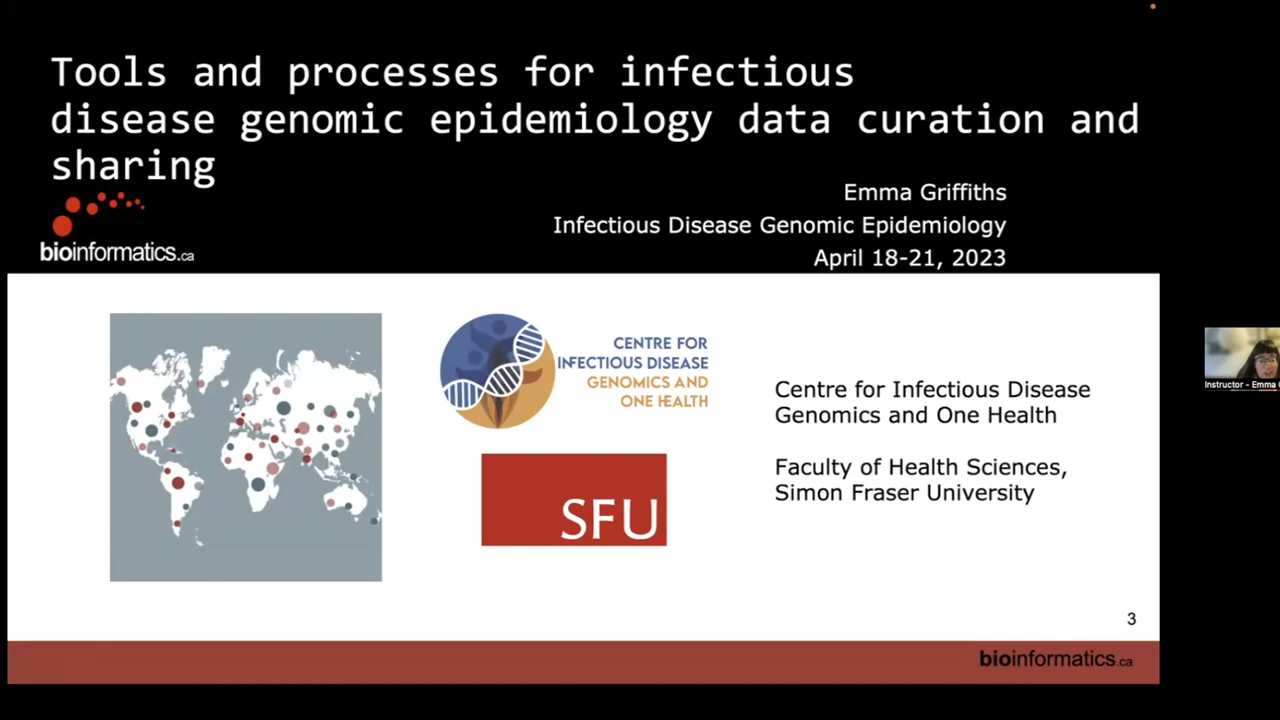 Tools and processes for infectious
disease genomic epidemiology data curation and
sharing
Emma Griffiths
Infectious Disease Genomic Epidemiology
April 18-21, 2023
bioinformatics.ca
CENTRE FOR
INFECTIOUS DISEASE
GENOMICS AND
ONE HEALTH
SFU
Centre for Infectious Disease
Genomics and One Health
Faculty of Health Sciences,
Simon Fraser University
Instructor - Emma
3
bioinformatics.ca